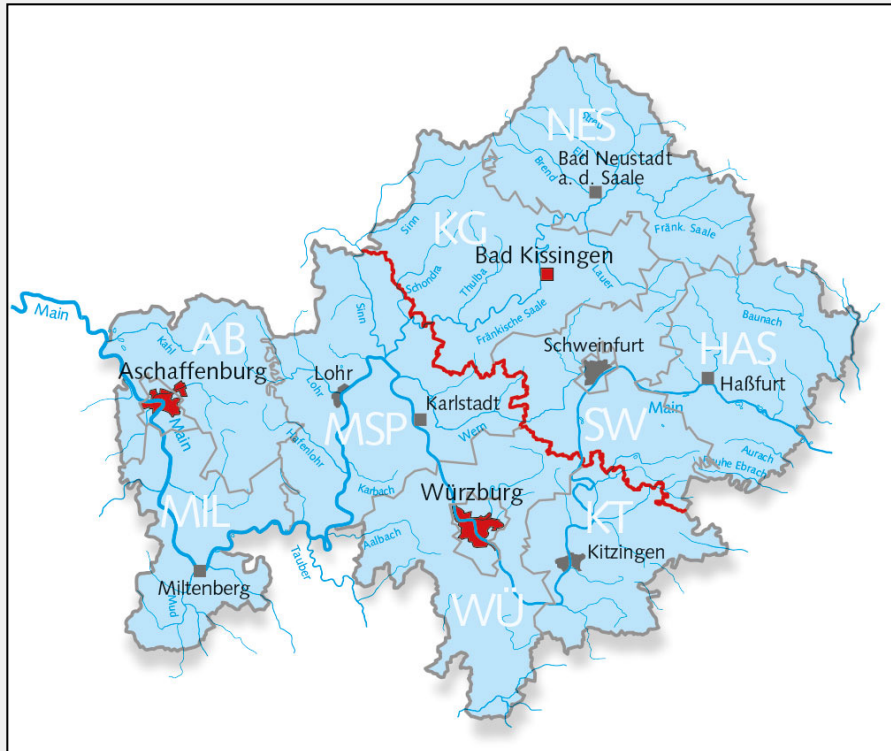 NES
Streu
Brend
Bad Neustadt
a. d. Saale
Sinn
KG
Fränk. Saale
Bad Kissingen
Schondra
Thulba
Lauer
Main
Sinn
Fränkische Saale
Baunach
Kahl
AB
Schweinfurt
HAS
Aschaffenburg
Lohr
Lohr
Haßfurt
Main
Karlstadt
Main
MSP
Wern
SW
Hafenlohr
Aurach
Rauhe Ebrach
Karbach
Würzburg
MIL
KT
Aalbach
Kitzingen
Tauber
Miltenberg
Mud
WÜ